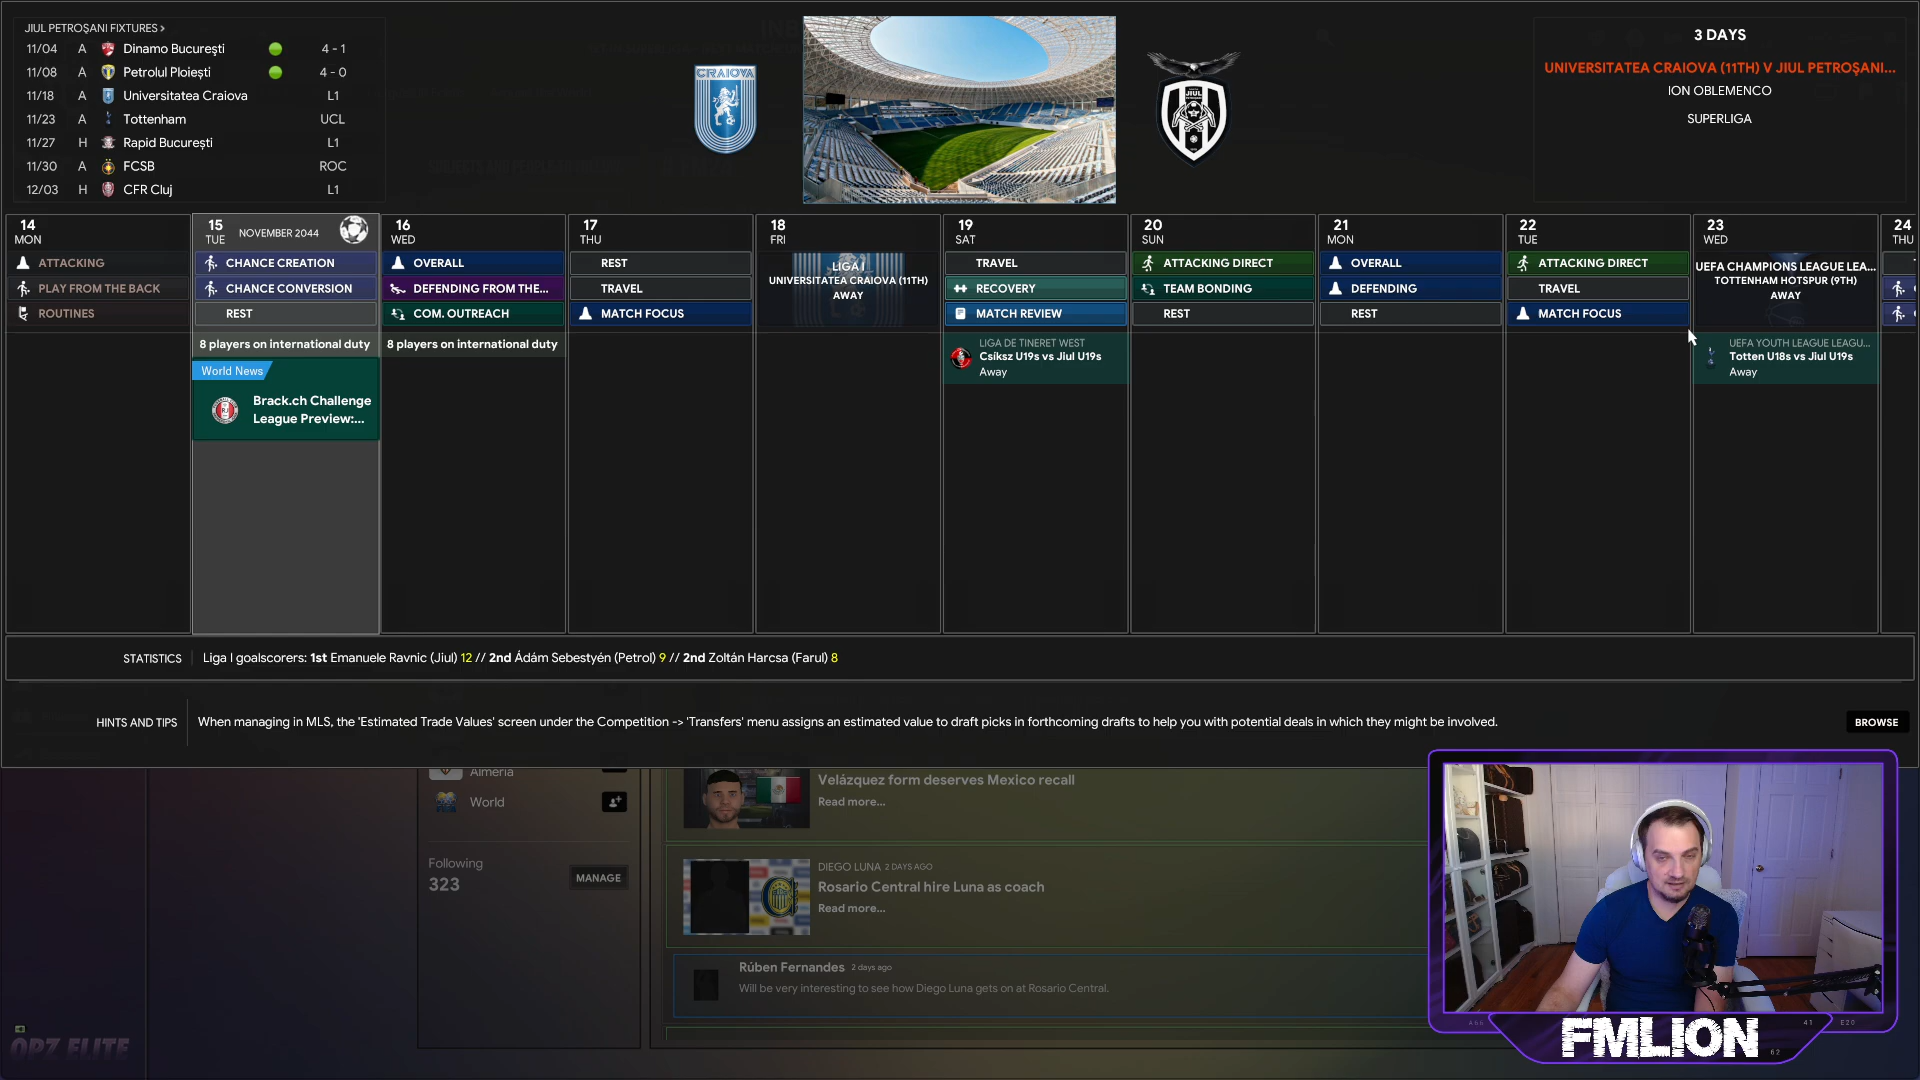 JIUL PETROȘANI FIXTURES >
11/04 A Dinamo București 4 - 1
11/08 A Petrolul Ploiești 4 - 0
11/18 A Universitatea Craiova L1
11/23 A Tottenham UCL
11/27 H Rapid București L1
11/30 A FCSB ROC
12/03 H CFR Cluj L1
CRAIOVA
JIUL
3 DAYS
UNIVERSITATEA CRAIOVA (11TH) V JIUL PETROȘANI...
ION OBLEMENCO
SUPERLIGA
14
MON
ATTACKING
PLAY FROM THE BACK
ROUTINES
15
TUE NOVEMBER 2044
CHANCE CREATION
CHANCE CONVERSION
REST
8 players on international duty
World News
Brack.ch Challenge
League Preview:...
16
WED
OVERALL
DEFENDING FROM THE...
COM. OUTREACH
8 players on international duty
17
THU
REST
TRAVEL
MATCH FOCUS
18
FRI
LIGA I
UNIVERSITATEA CRAIOVA (11TH)
AWAY
19
SAT
TRAVEL
RECOVERY
MATCH REVIEW
LIGA DE TINERET WEST
Csíksz U19s vs Jiul U19s
Away
20
SUN
ATTACKING DIRECT
TEAM BONDING
REST
21
MON
OVERALL
DEFENDING
REST
22
TUE
ATTACKING DIRECT
TRAVEL
MATCH FOCUS
23
WED
UEFA CHAMPIONS LEAGUE LEA...
TOTTENHAM HOTSPUR (9TH)
AWAY
UEFA YOUTH LEAGUE LEAGU...
Totten U18s vs Jiul U19s
Away
24
THU
STATISTICS
Liga I goalscorers: 1st Emanuele Ravnic (Jiul) 12 // 2nd Ádám Sebestyén (Petrol) 9 // 2nd Zoltán Harcsa (Farul) 8
HINTS AND TIPS
When managing in MLS, the 'Estimated Trade Values' screen under the Competition -> 'Transfers' menu assigns an estimated value to draft picks in forthcoming drafts to help you with potential deals in which they might be involved.
BROWSE
Almeria
World
Following
323
MANAGE
Velázquez form deserves Mexico recall
Read more...
DIEGO LUNA 2 DAYS AGO
Rosario Central hire Luna as coach
Read more...
Rúben Fernandes 2 days ago
Will be very interesting to see how Diego Luna gets on at Rosario Central.
OPZ ELITE
FMLION
41
E20
62